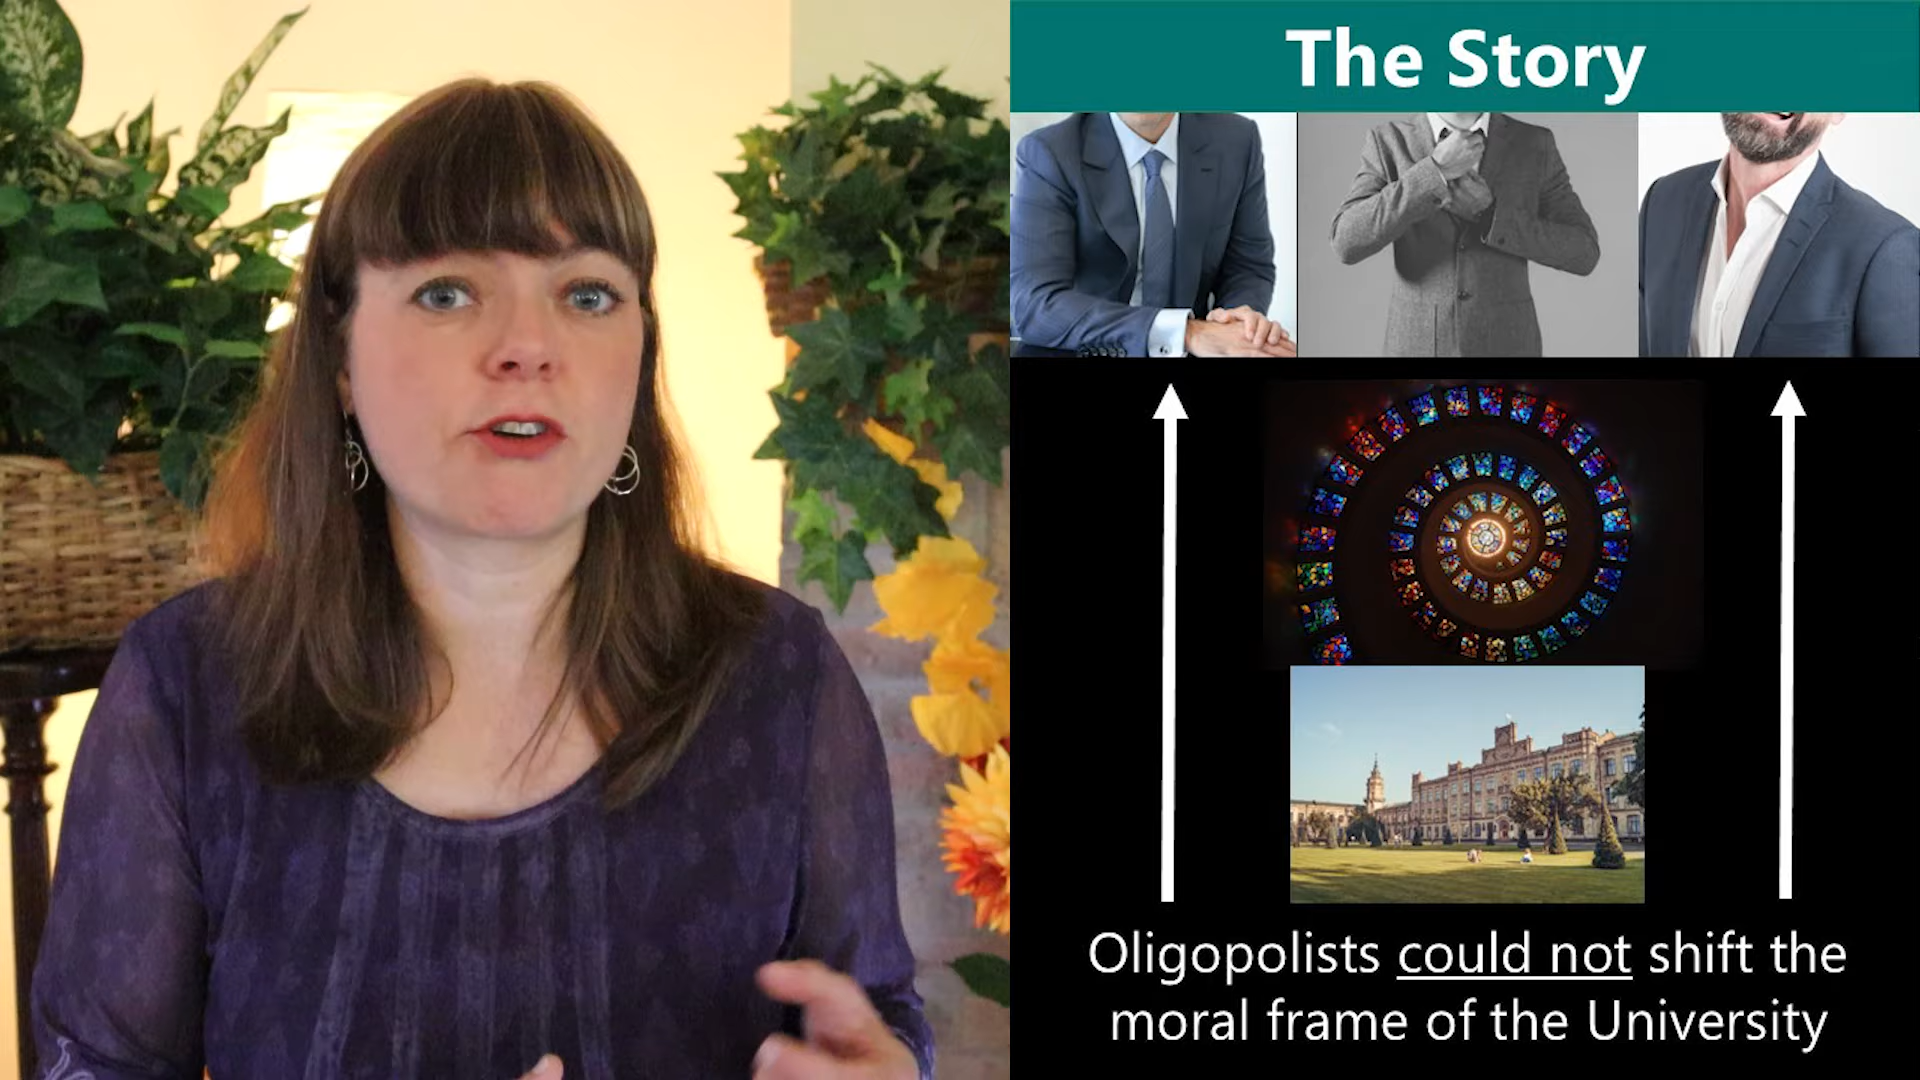 The Story
Oligopolists could not shift the
moral frame of the University